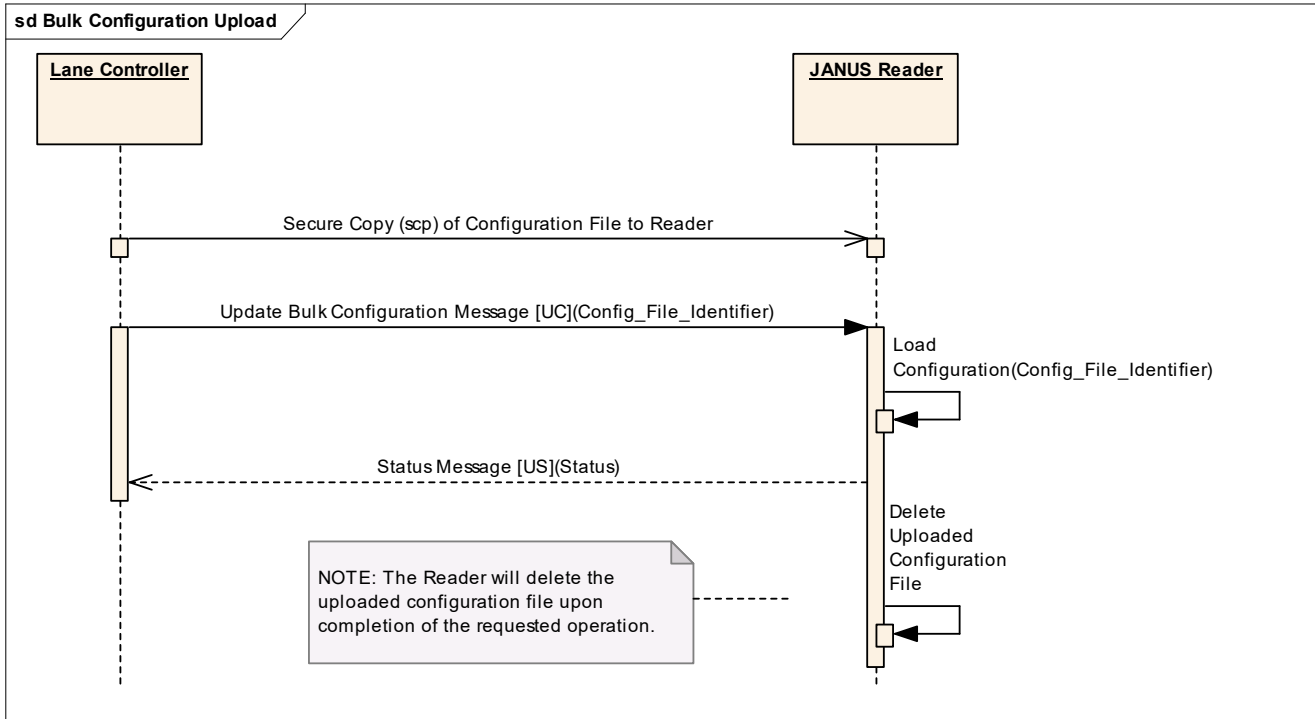 sd Bulk Configuration Upload
Lane Controller
JANUS Reader
Secure Copy (scp) of Configuration File to Reader
Update Bulk Configuration Message [UC](Config_File_Identifier)
Load
Configuration(Config_File_Identifier)
Status Message [US](Status)
Delete
Uploaded
Configuration
File
NOTE: The Reader will delete the
uploaded configuration file upon
completion of the requested operation.